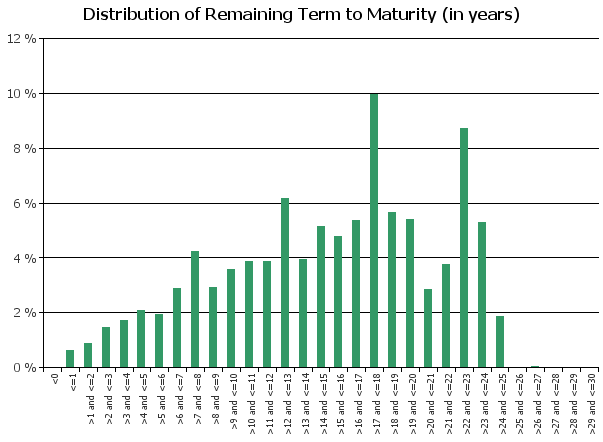 Distribution of Remaining Term to Maturity (in years)
12 %
10 %
8 %
6 %
4 %
2 %
0 %
<0
<=1
>1 and <=2
>2 and <=3
>3 and <=4
>4 and <=5
>5 and <=6
>6 and <=7
>7 and <=8
>8 and <=9
>9 and <=10
>10 and <=11
>11 and <=12
>12 and <=13
>13 and <=14
>14 and <=15
>15 and <=16
>16 and <=17
>17 and <=18
>18 and <=19
>19 and <=20
>20 and <=21
>21 and <=22
>22 and <=23
>23 and <=24
>24 and <=25
>25 and <=26
>26 and <=27
>27 and <=28
>28 and <=29
>29 and <=30